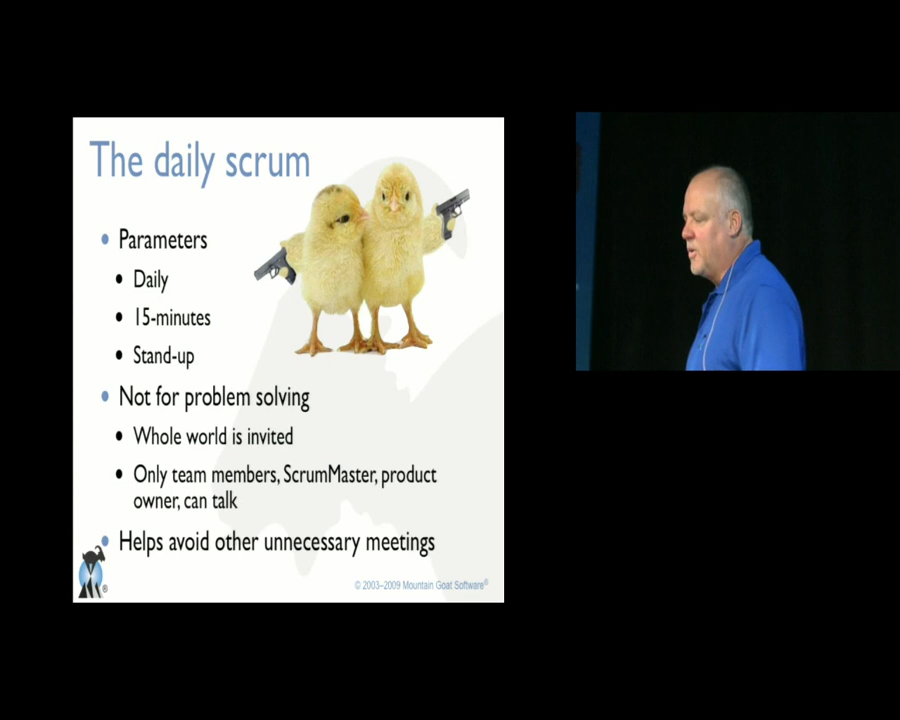 The daily scrum
Parameters
Daily
15-minutes
Stand-up
Not for problem solving
Whole world is invited
Only team members, ScrumMaster, product
owner, can talk
Helps avoid other unnecessary meetings
© 2003–2009 Mountain Goat Software®